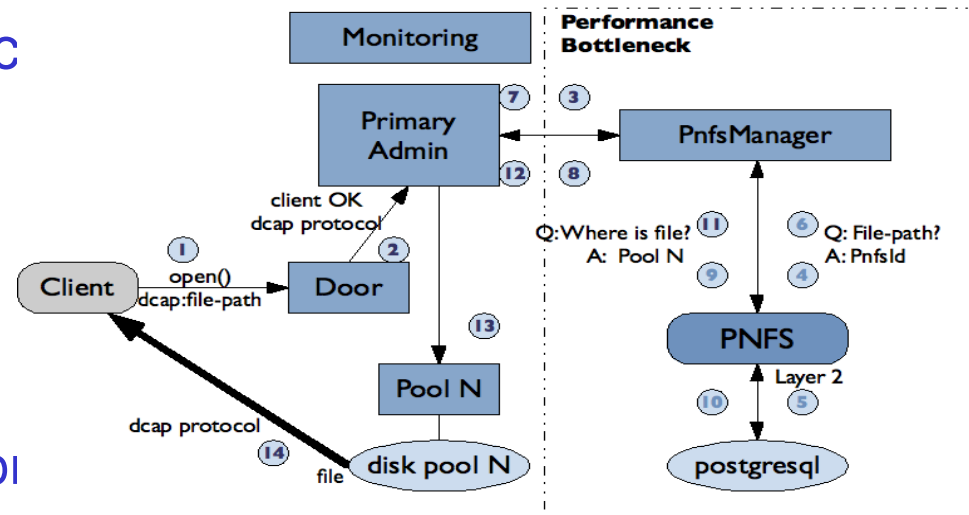 Performance
Bottleneck
Monitoring
7
3
Primary
Admin
PnfsManager
12
8
client OK
dcap protocol
2
Q:Where is file?
A: Pool N
11
9
6
4
Q: File-path?
A: PnfsId
1
open()
dcap:file-path
Client
Door
13
PNFS
Layer 2
10
5
Pool N
dcap protocol
14
file
disk pool N
postgresql